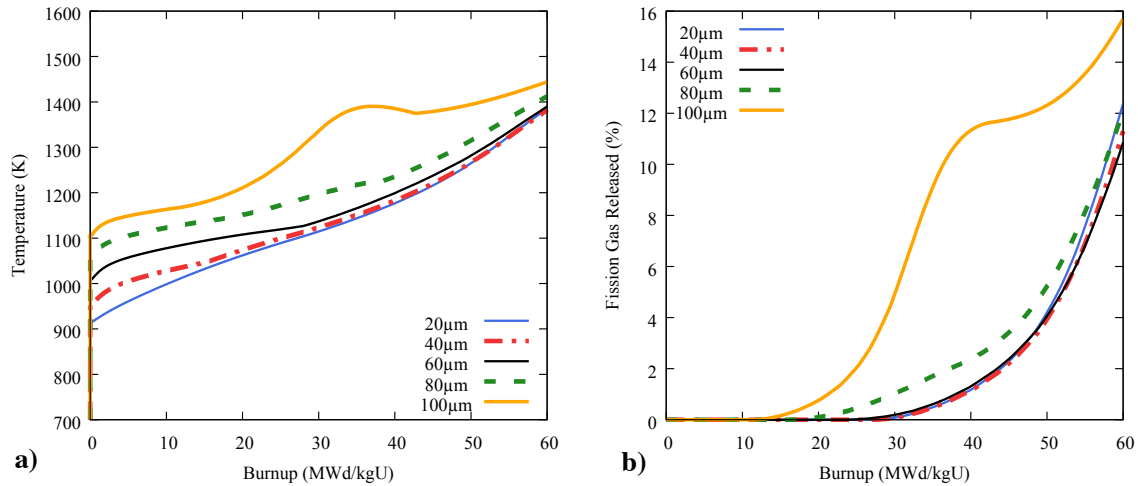 1600
1500
1400
1300
1200
1100
1000
900
800
700
Temperature (K)
20µm
40µm
60µm
80µm
100µm
0 10 20 30 40 50 60
Burnup (MWd/kgU)
a)
16
14
12
10
8
6
4
2
0
Fission Gas Released (%)
20µm
40µm
60µm
80µm
100µm
0 10 20 30 40 50 60
Burnup (MWd/kgU)
b)